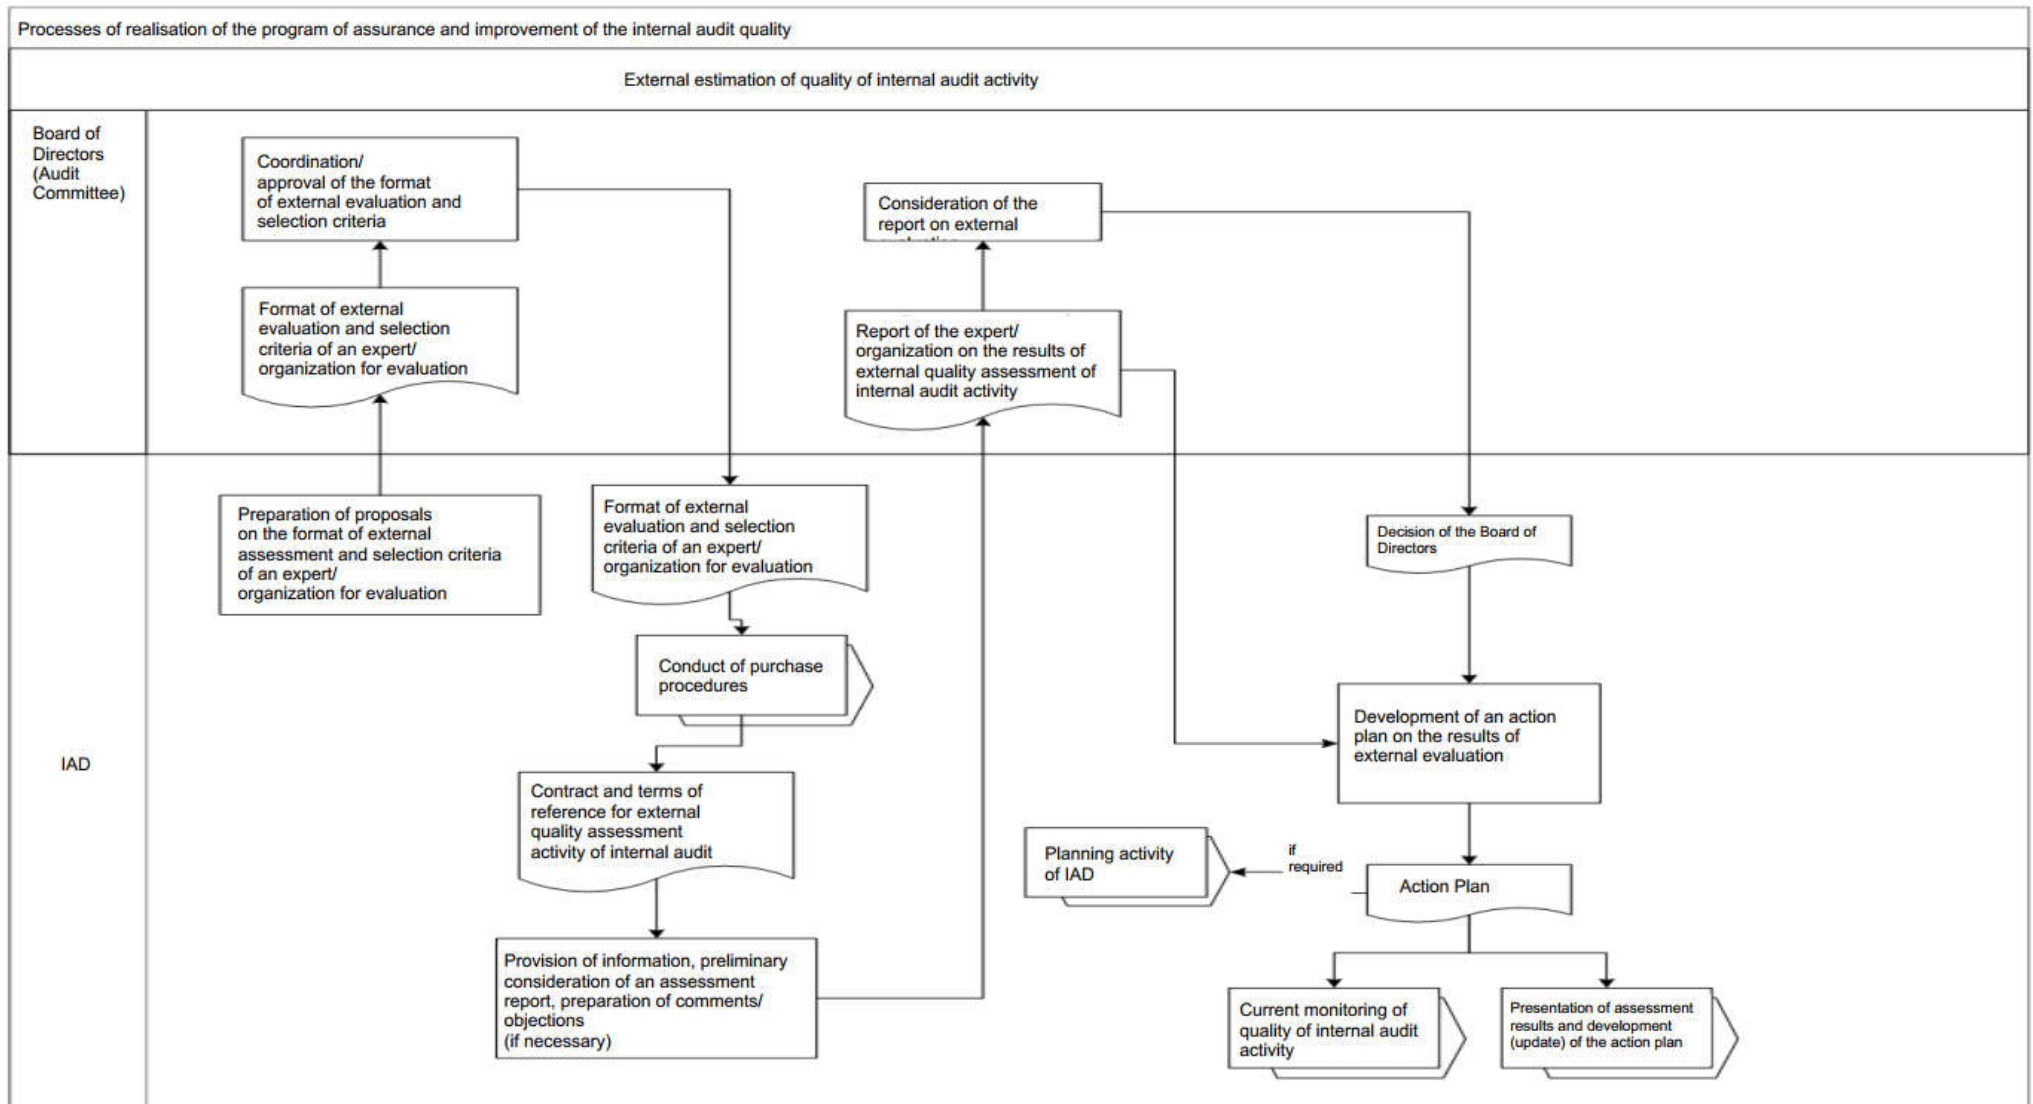 Processes of realisation of the program of assurance and improvement of the internal audit quality
External estimation of quality of internal audit activity
Board of
Directors
(Audit
Committee)
Coordination/
approval of the format
of external evaluation and
selection criteria
Format of external
evaluation and selection
criteria of an expert/
organization for evaluation
Consideration of the
report on external
Report of the expert/
organization on the results of
external quality assessment of
internal audit activity
IAD
Preparation of proposals
on the format of external
assessment and selection criteria
of an expert/
organization for evaluation
Format of external
evaluation and selection
criteria of an expert/
organization for evaluation
Conduct of purchase
procedures
Contract and terms of
reference for external
quality assessment
activity of internal audit
Provision of information, preliminary
consideration of an assessment
report, preparation of comments/
objections
(if necessary)
Decision of the Board of
Directors
Development of an action
plan on the results of
external evaluation
Planning activity
of IAD
if
required
Action Plan
Current monitoring of
quality of internal audit
activity
Presentation of assessment
results and development
(update) of the action plan